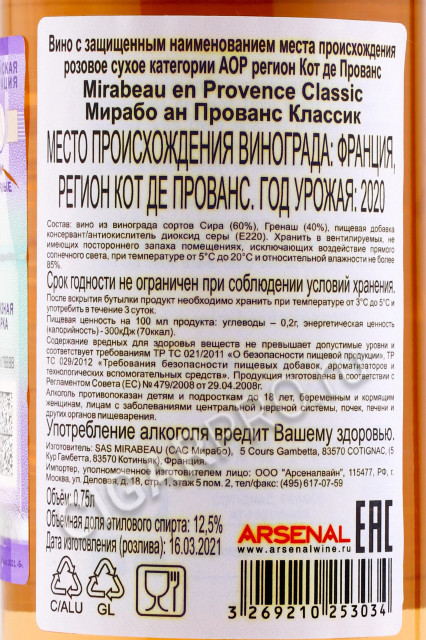 Вино с защищенным наименованием места происхождения
розовое сухое категории АОР регион Кот де Прованс
Mirabeau en Provence Classic
Мирабо ан Прованс Классик
МЕСТО ПРОИСХОЖДЕНИЯ ВИНОГРАДА: ФРАНЦИЯ,
РЕГИОН КОТ ДЕ ПРОВАНС. ГОД УРОЖАЯ: 2020
Состав: вино из винограда сортов Сира (60%), Гренаш (40%), пищевая добавка
консервант/антиокислитель диоксид серы (Е220). Хранить в вентилируемых, не
имеющих постороннего запаха помещениях, исключающих воздействие прямого
солнечного света, при температуре от 5°С до 20°С и относительной влажности не более
85%.
Срок годности не ограничен при соблюдении условий хранения.
После вскрытия бутылки продукт необходимо хранить при температуре от 3°С до 5°С и
употребить в течение 3 суток.
Пищевая ценность на 100 мл продукта: углеводы – 0,2г, энергетическая ценность
(калорийность) - 300кДж (70ккал).
Содержание вредных для здоровья веществ не превышает допустимые уровни и
соответствует требованиям ТР ТС 021/2011 «О безопасности пищевой продукции», ТР ТС
029/2012 «Требования безопасности пищевых добавок, ароматизаторов и
технологических вспомогательных средств». Продукция изготовлена в соответствии с
Регламентом Совета (ЕС) №479/2008 от 29.04.2008г.
Алкоголь противопоказан детям и подросткам до 18 лет, беременным и кормящим
женщинам, лицам с заболеваниями центральной нервной системы, почек, печени и
других органов пищеварения.
Употребление алкоголя вредит Вашему здоровью.
Изготовитель: SAS MIRABEAU (САС Мирабо), 5 Cours Gambetta, 83570 COTIGNAC, (5
Кур Гамбетта, 83570 Котиньяк), Франция.
Импортер, уполномоченное изготовителем лицо: ООО «Арсеналвайн», 115477, РФ, г.
Москва, ул. Деловая, д. 18, стр. 1, этаж 5 пом. 2, тел/факс: (495) 617-07-59
Объём: 0.75л
Объемная доля этилового спирта: 12,5%
Дата изготовления (розлива): 16.03.2021
ARSENAL
www.arsenalwine.ru
EAC
C/ALU
GL
3 269210 253034
CIGARPRO.RU